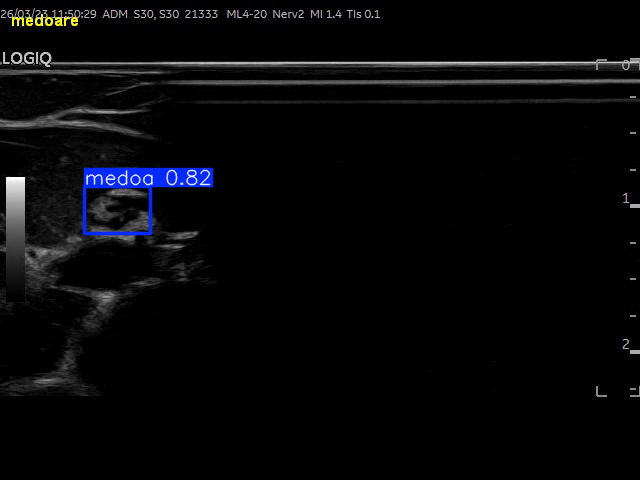 26/03/23 11:50:29 ADM S30, S30 21333 ML4-20 Nerv2 MI 1.4 TIs 0.1
medoare
LOGIQ
0
medoa 0.82
1
2